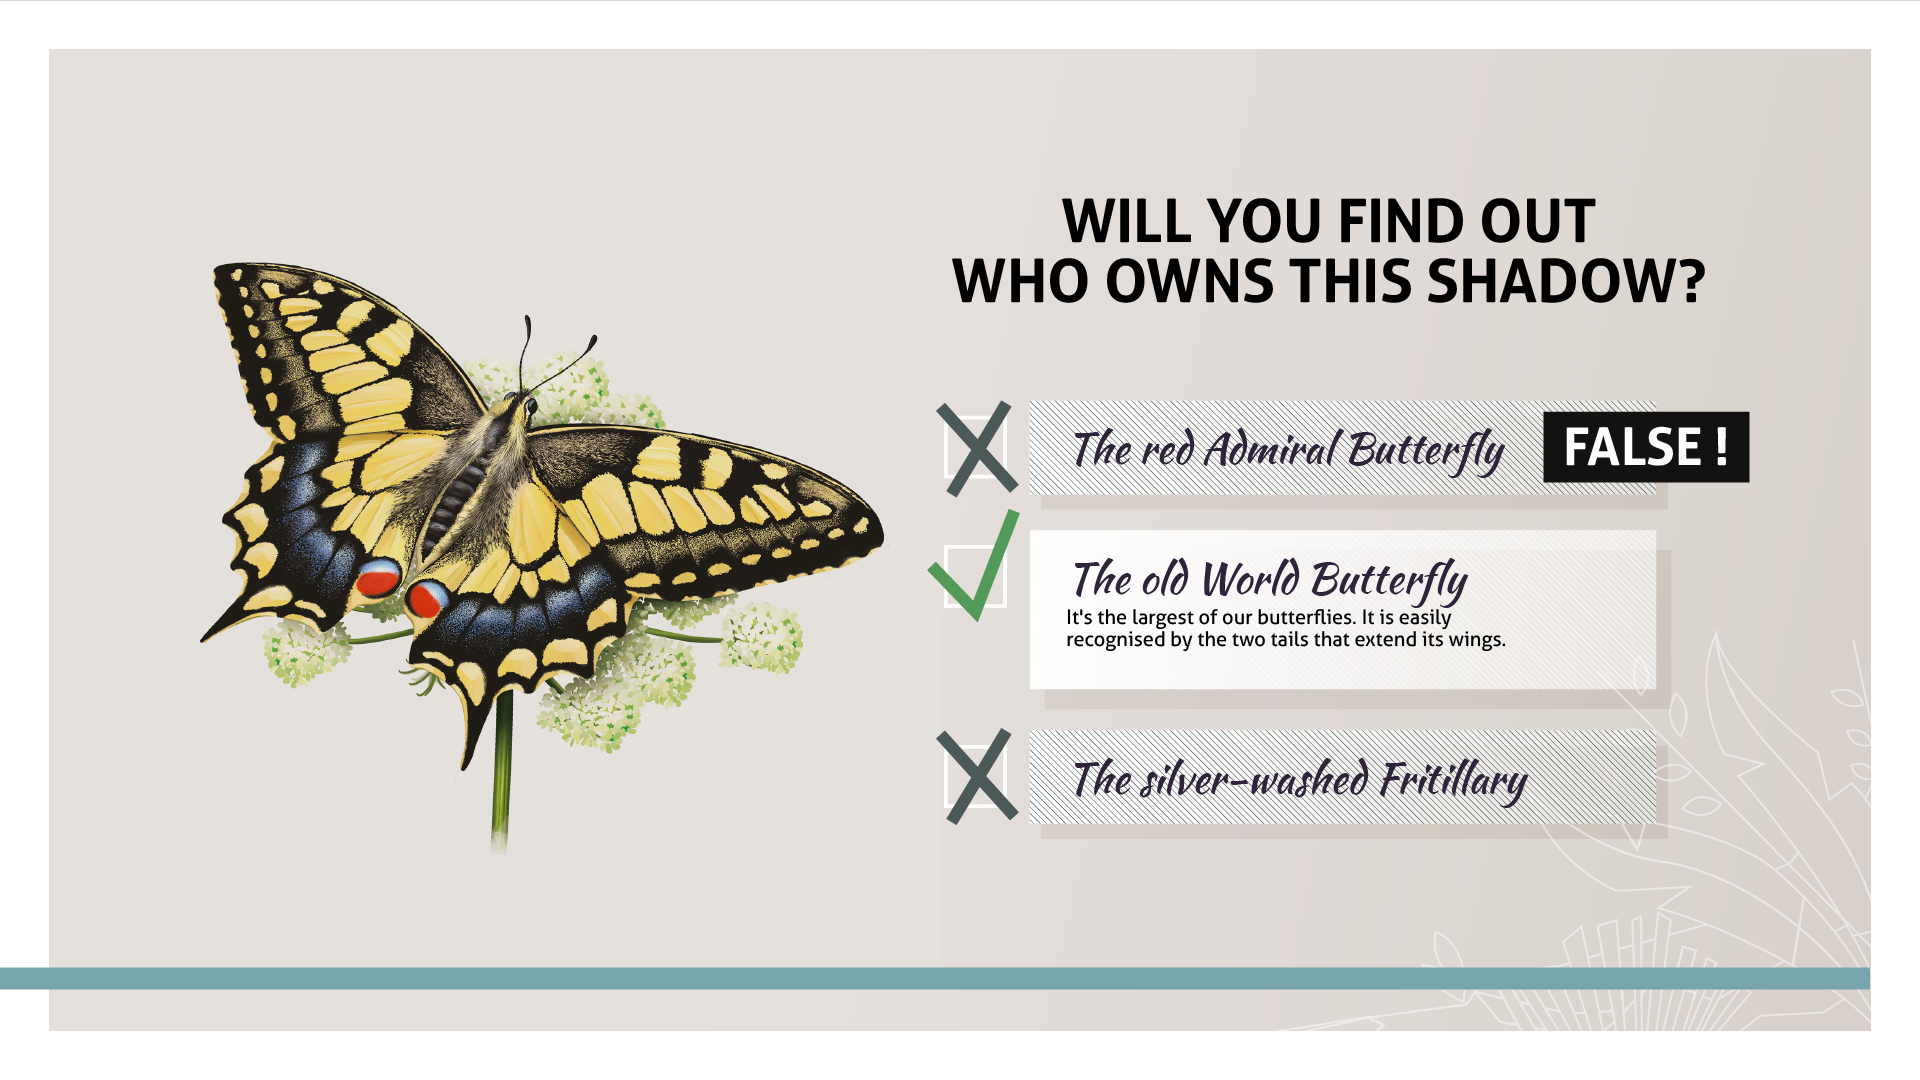 WILL YOU FIND OUT
WHO OWNS THIS SHADOW?
The red Admiral Butterfly
FALSE !
The old World Butterfly
It's the largest of our butterflies. It is easily
recognised by the two tails that extend its wings.
The silver-washed Fritillary